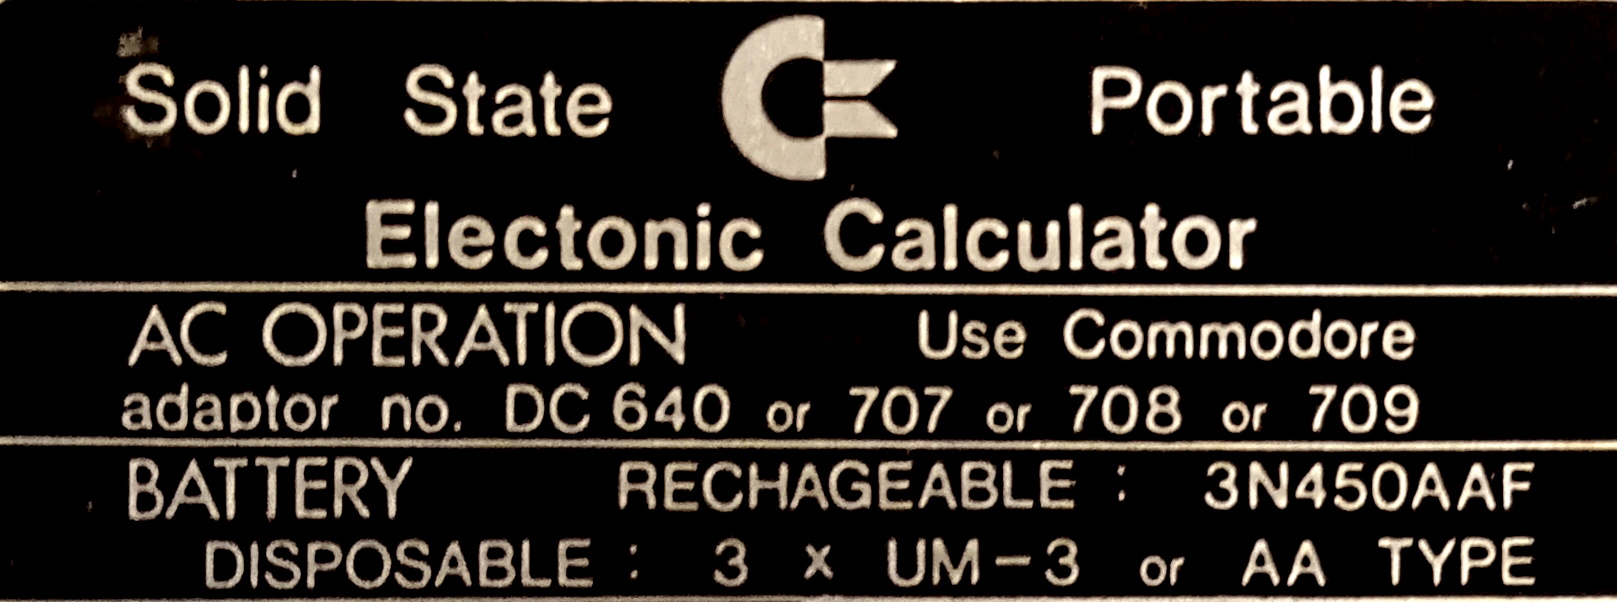 Solid State Portable
Electonic Calculator
AC OPERATION Use Commodore
adaptor no. DC 640 or 707 or 708 or 709
BATTERY RECHAGEABLE : 3N450AAF
DISPOSABLE : 3 x UM-3 or AA TYPE